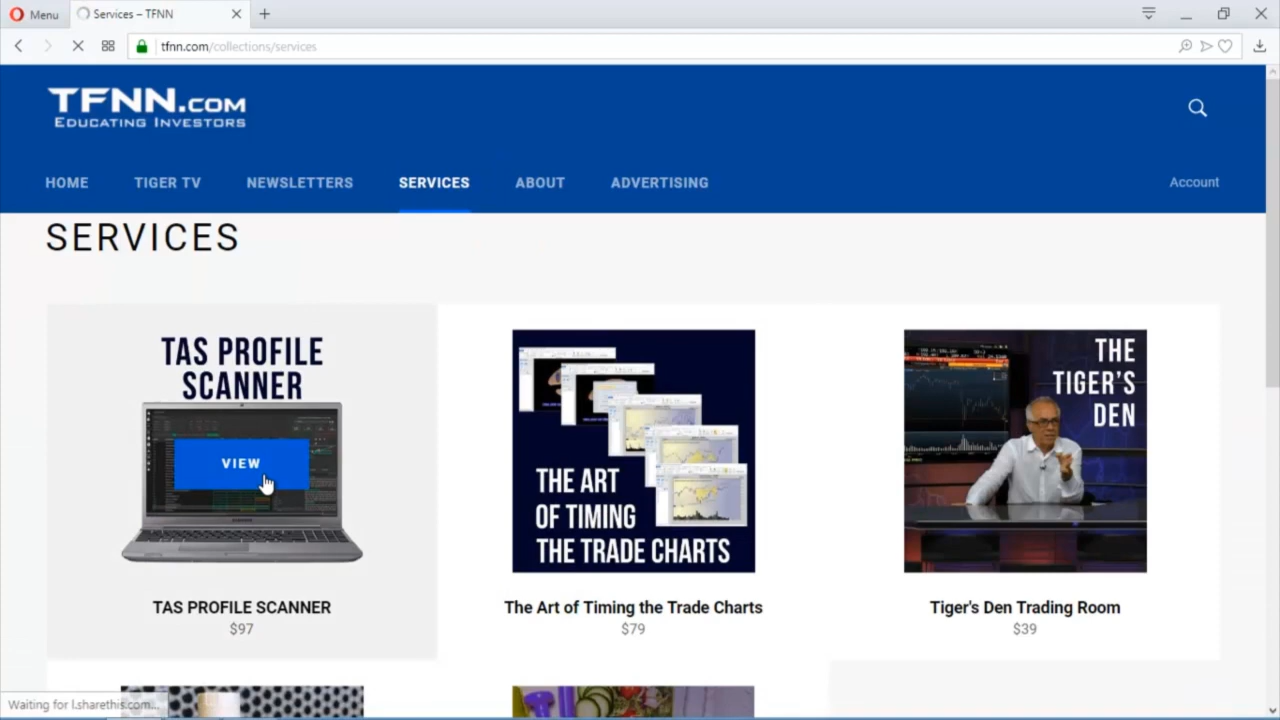 Menu
Services – TFNN
tfnn.com/collections/services
TFNN.COM
EDUCATING INVESTORS
HOME
TIGER TV
NEWSLETTERS
SERVICES
ABOUT
ADVERTISING
Account
SERVICES
TAS PROFILE
SCANNER
VIEW
TAS PROFILE SCANNER
$97
THE ART
OF TIMING
THE TRADE CHARTS
The Art of Timing the Trade Charts
$79
THE
TIGER'S
DEN
Tiger's Den Trading Room
$39
Waiting for l.sharethis.com...